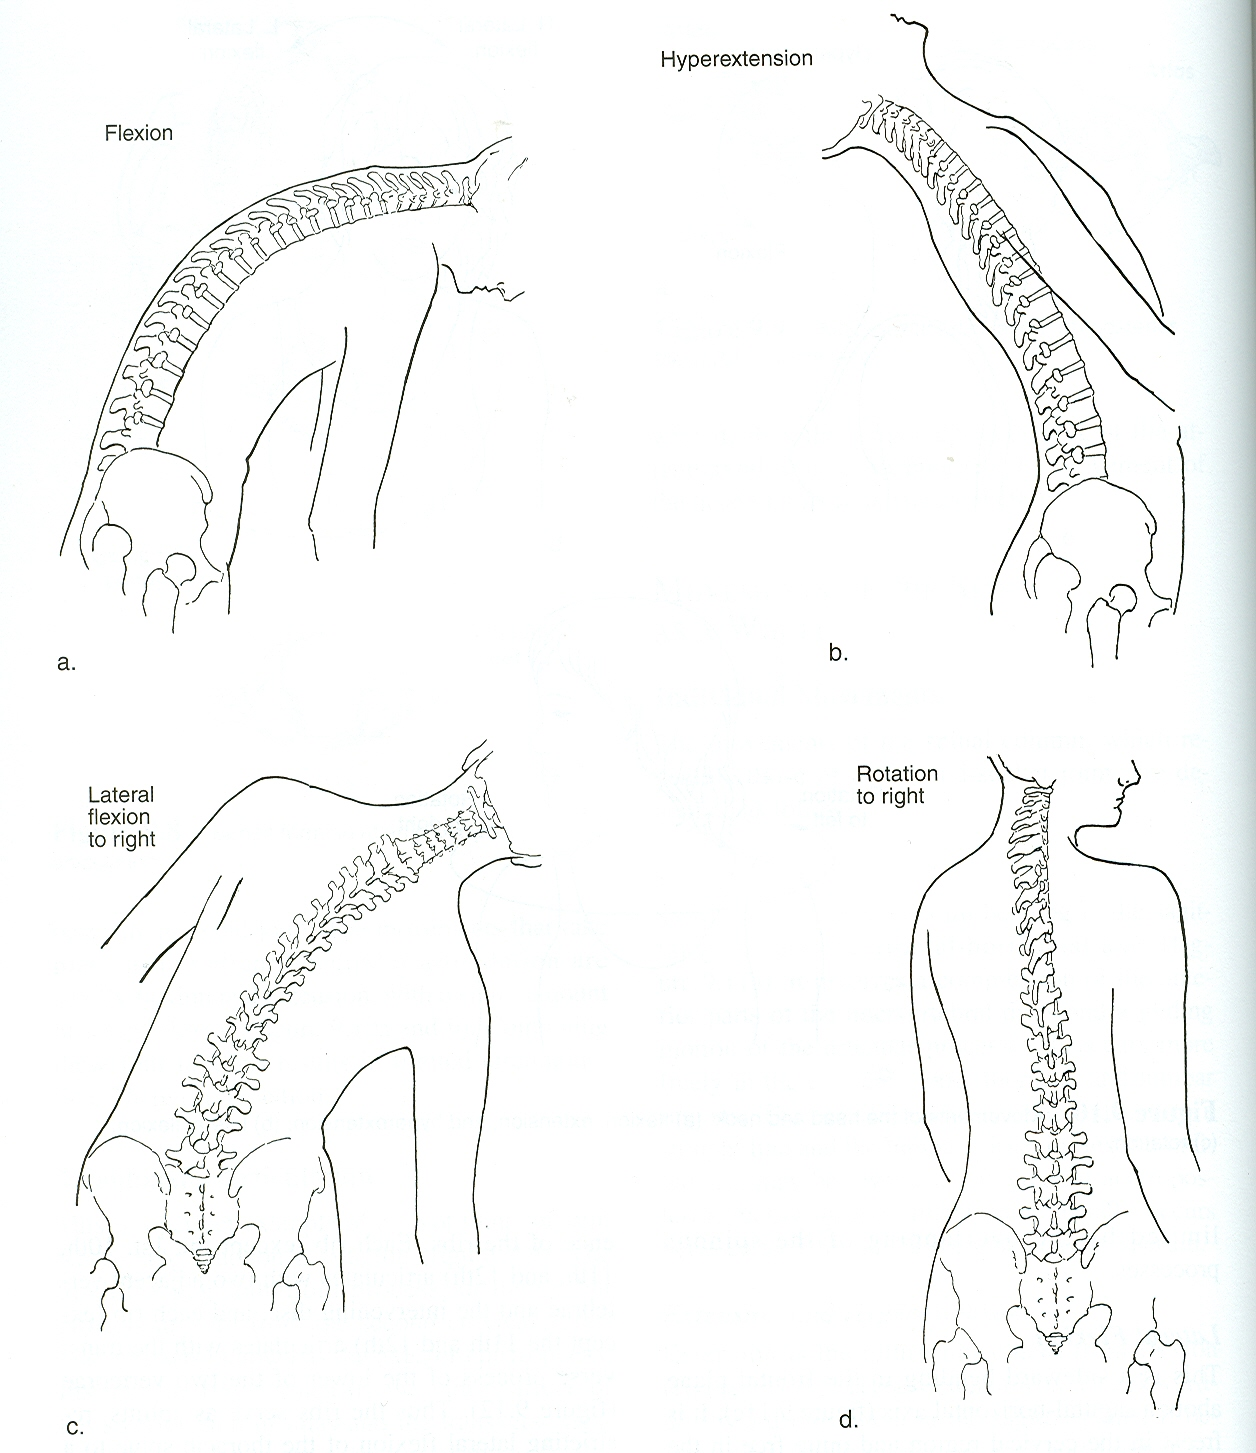 Flexion
a.
Hyperextension
b.
Lateral
flexion
to right
c.
Rotation
to right
d.